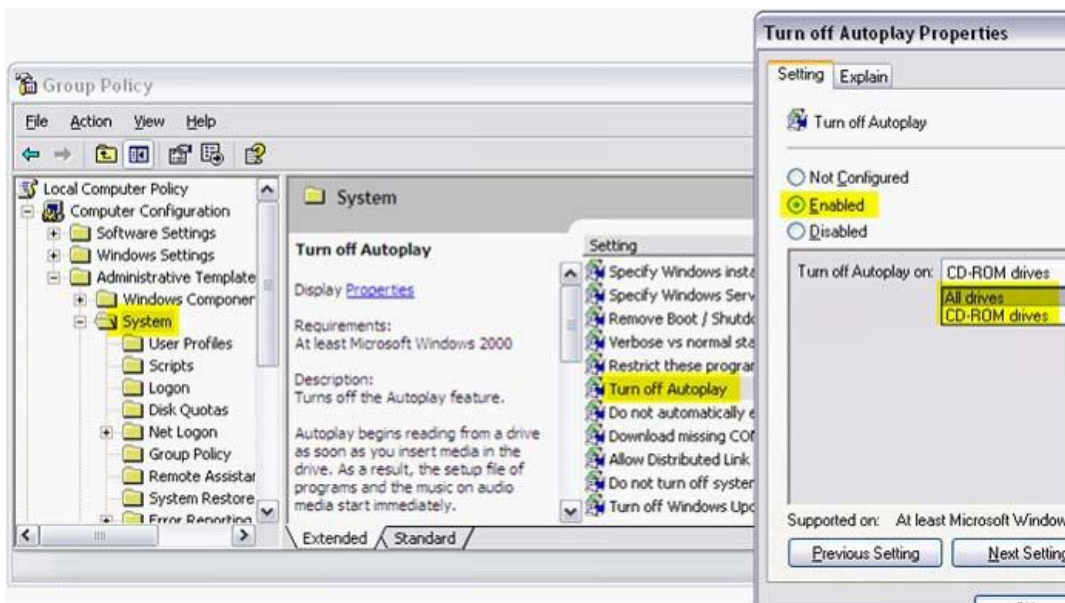 Group Policy
File Action View Help
Local Computer Policy
Computer Configuration
Software Settings
Windows Settings
Administrative Template
Windows Componer
System
User Profiles
Scripts
Logon
Disk Quotas
Net Logon
Group Policy
Remote Assistar
System Restore
Error Reporting
System
Turn off Autoplay
Display Properties
Requirements:
At least Microsoft Windows 2000
Description:
Turns off the Autoplay feature.
Autoplay begins reading from a drive
as soon as you insert media in the
drive. As a result, the setup file of
programs and the music on audio
media start immediately.
Setting
Specify Windows insta
Specify Windows Serv
Remove Boot / Shutdo
Verbose vs normal sta
Restrict these program
Turn off Autoplay
Do not automatically e
Download missing COM
Allow Distributed Link
Do not turn off system
Turn off Windows Upd
Extended Standard
Turn off Autoplay Properties
Setting Explain
Turn off Autoplay
Not Configured
Enabled
Disabled
Turn off Autoplay on: CD-ROM drives
All drives
CD-ROM drives
Supported on: At least Microsoft Window
Previous Setting Next Setting